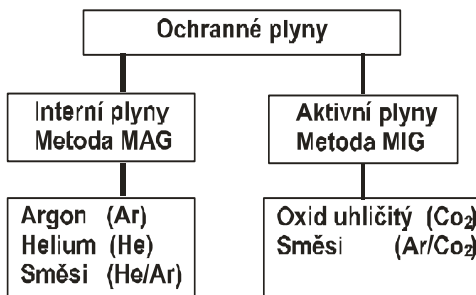 Ochranné plyny
Interní plyny
Metoda MAG
Aktivní plyny
Metoda MIG
Argon (Ar)
Helium (He)
Směsi (He/Ar)
Oxid uhličitý (Co₂)
Směsi (Ar/Co₂)